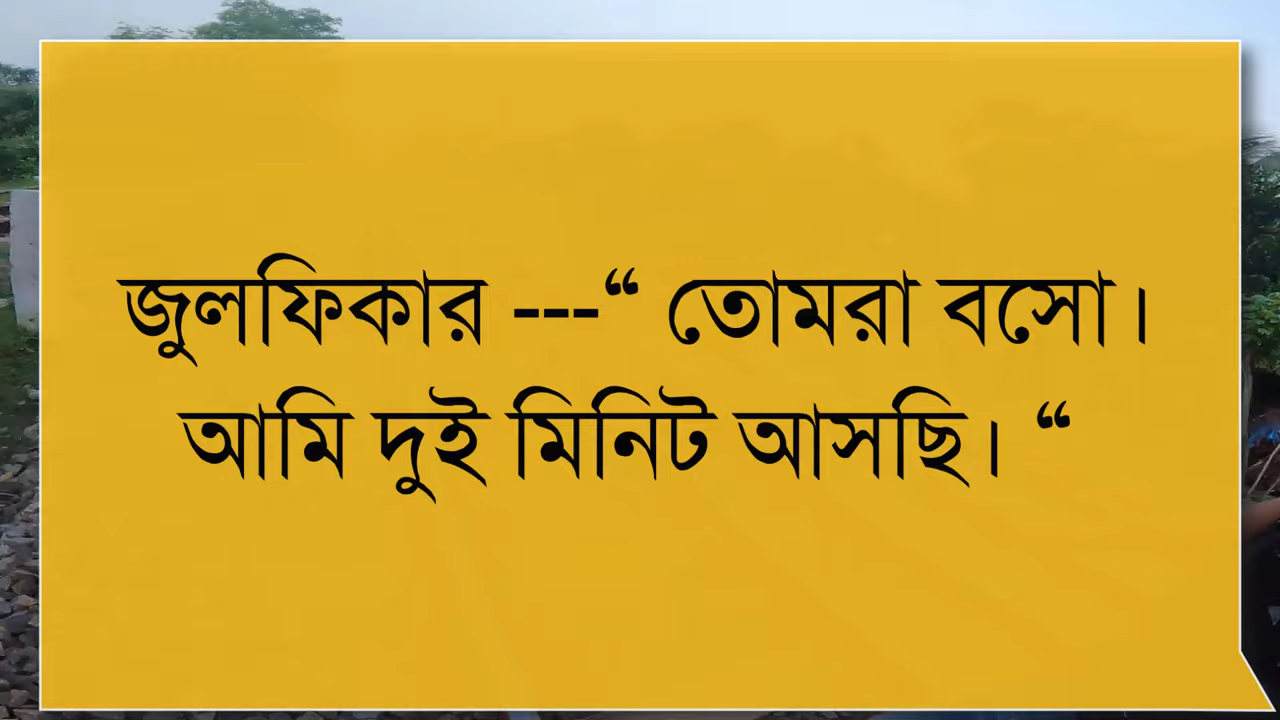 জুলফিকার ---“ তোমরা বসো।
আমি দুই মিনিট আসছি। “